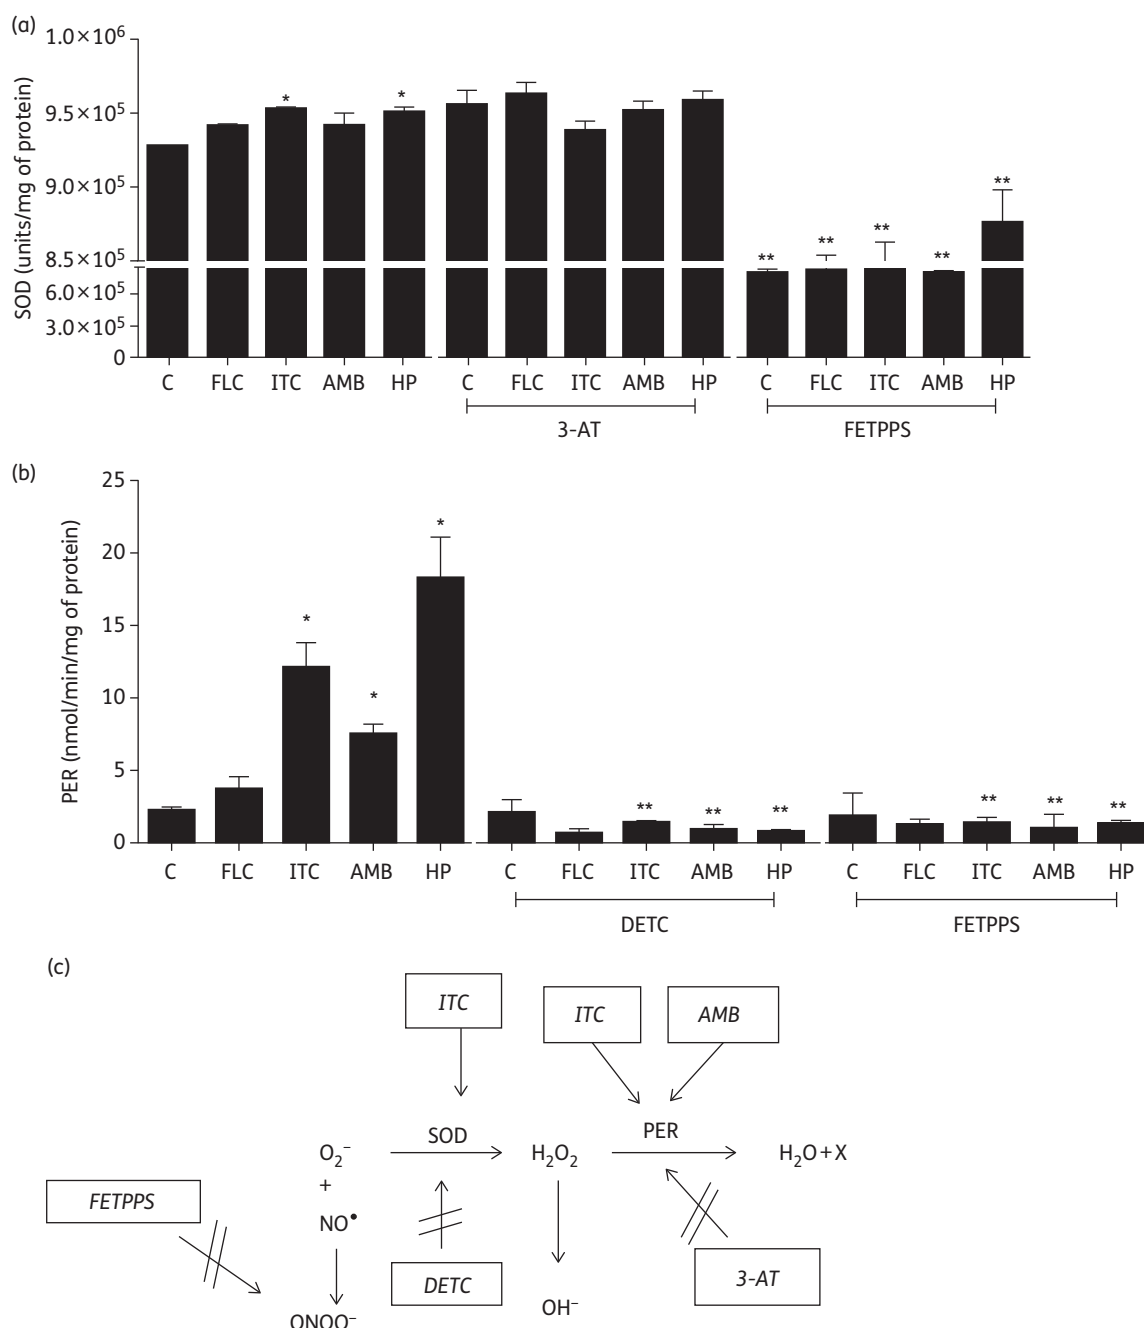 (a)
SOD (units/mg of protein)
1.0×10⁶
9.5×10⁵
9.0×10⁵
8.5×10⁵
6.0×10⁵
3.0×10⁵
0
* *
** ** ** ** **
C FLC ITC AMB HP C FLC ITC AMB HP C FLC ITC AMB HP
3-AT FETPPS
(b)
PER (nmol/min/mg of protein)
25
20
15
10
5
0
* * *
** ** ** ** ** **
C FLC ITC AMB HP C FLC ITC AMB HP C FLC ITC AMB HP
DETC FETPPS
(c)
ITC ITC AMB
SOD PER
O₂⁻ H₂O₂ H₂O+X
+
FETPPS
NO•
DETC 3-AT
ONOO⁻ OH⁻